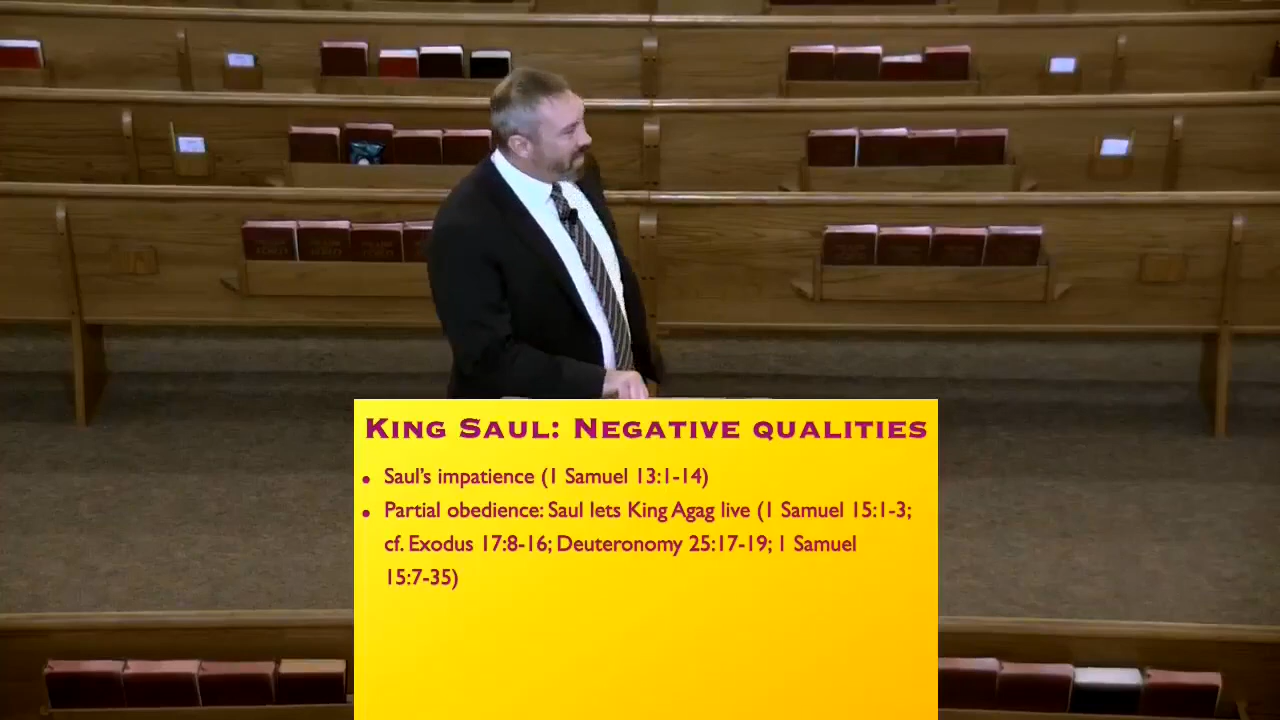 King Saul: Negative qualities
• Saul's impatience (1 Samuel 13:1-14)
• Partial obedience: Saul lets King Agag live (1 Samuel 15:1-3;
cf. Exodus 17:8-16; Deuteronomy 25:17-19; 1 Samuel
15:7-35)